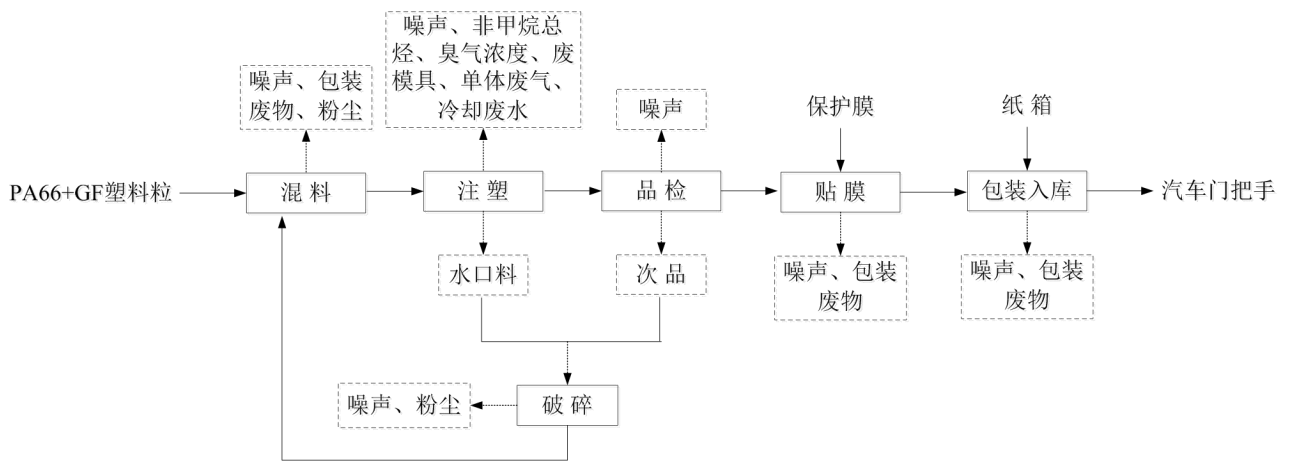 噪声、非甲烷总
烃、臭气浓度、废
模具、单体废气、
冷却废水
噪声、包装
废物、粉尘
噪声
保护膜
纸 箱
PA66+GF塑料粒
混 料
注 塑
品 检
贴 膜
包装入库
汽车门把手
水口料
次 品
噪声、包装
废物
噪声、包装
废物
噪声、粉尘
破 碎